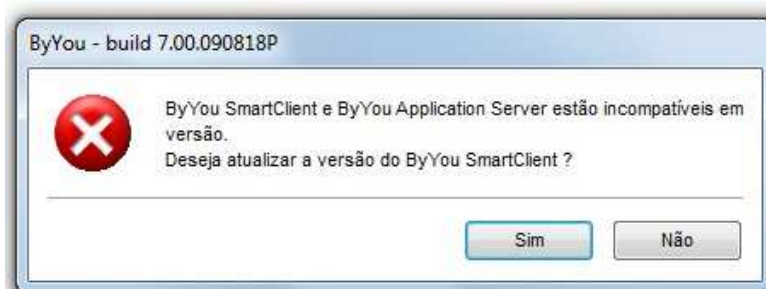 ByYou - build 7.00.090818P
ByYou SmartClient e ByYou Application Server estão incompatíveis em
versão.
Deseja atualizar a versão do ByYou SmartClient ?
Sim
Não